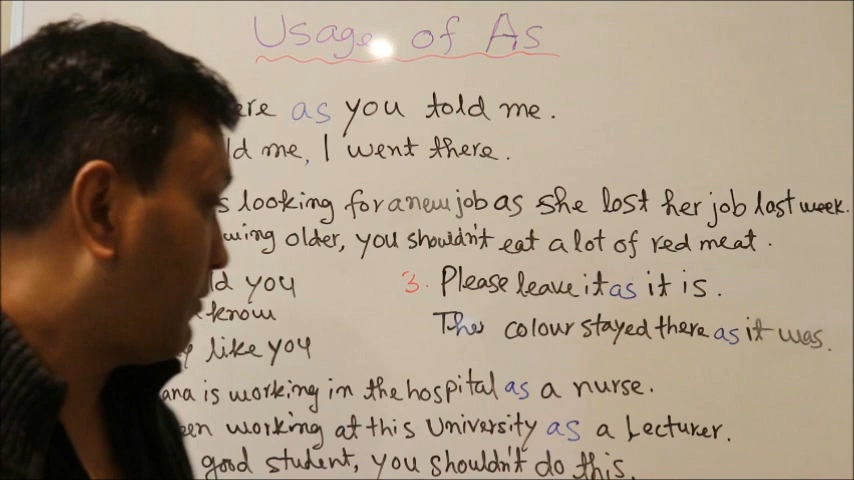 Usage of As
ere as you told me.
ld me, I went there.
s looking for a new job as she lost her job last week.
wing older, you shouldn't eat a lot of red meat.
ld you
know
like you
3. Please leave it as it is.
The colour stayed there as it was.
ana is working in the hospital as a nurse.
een working at this University as a Lecturer.
good student, you shouldn't do this.